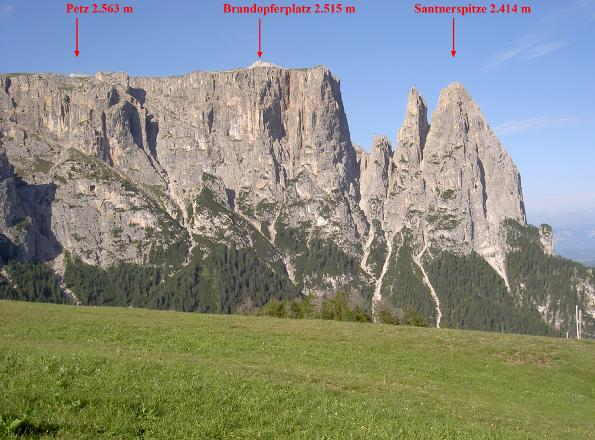 Petz 2.563 m
Brandopferplatz 2.515 m
Santnerspitze 2.414 m